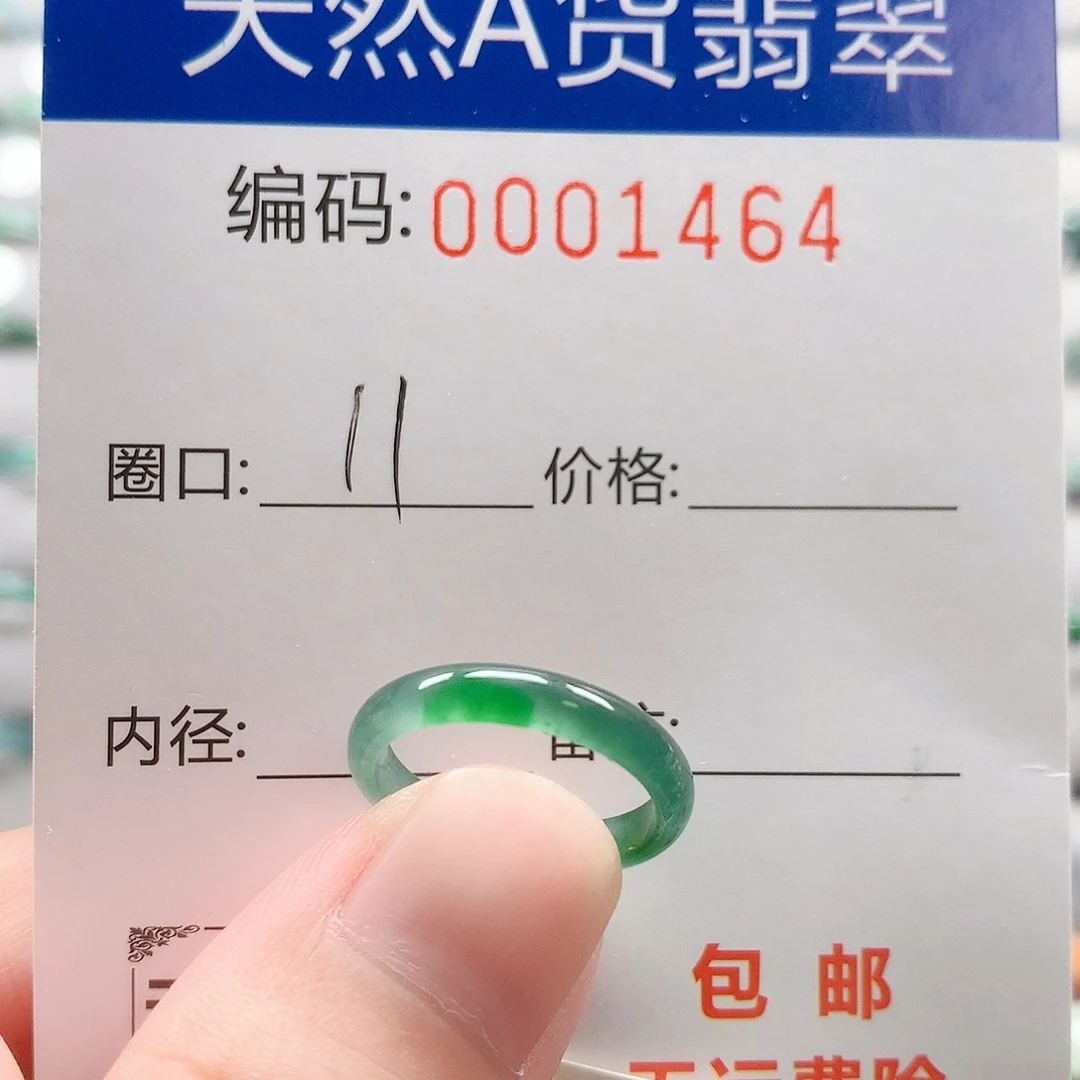 天然A货翡翠
编码:0001464
圈口: 11 价格:
内径:
包 邮